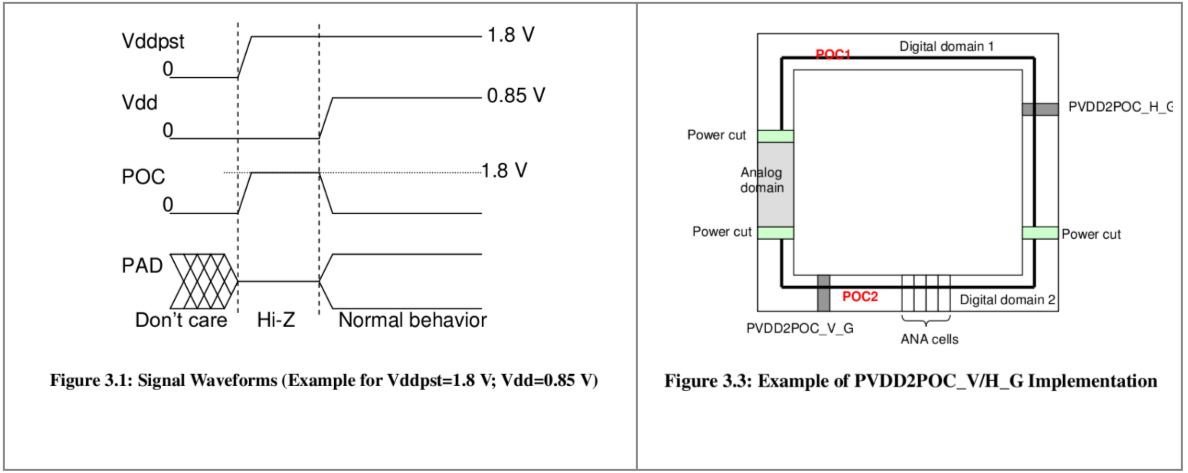 Vddpst
1.8 V
0
Vdd
0.85 V
0
POC
1.8 V
0
PAD
Don't care
Hi-Z
Normal behavior
Figure 3.1: Signal Waveforms (Example for Vddpst=1.8 V; Vdd=0.85 V)
POC1
Digital domain 1
PVDD2POC_H_G
Power cut
Analog
domain
Power cut
Power cut
POC2
Digital domain 2
PVDD2POC_V_G
ANA cells
Figure 3.3: Example of PVDD2POC_V/H_G Implementation